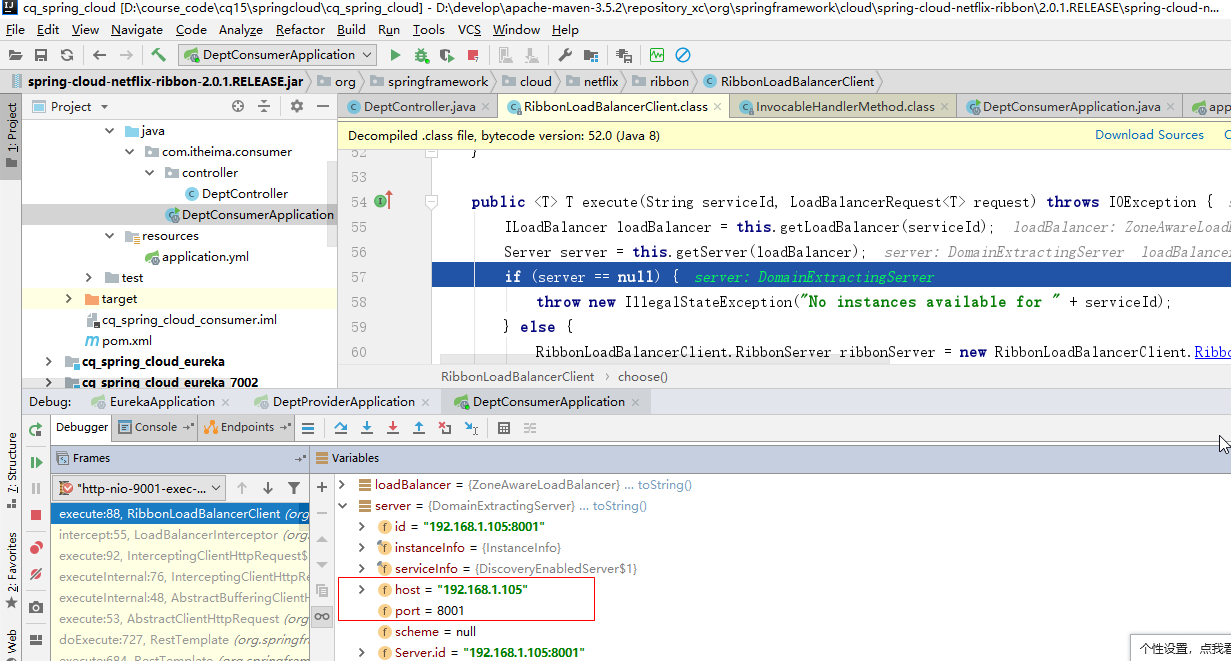 cq_spring_cloud [D:\course_code\cq15\springcloud\cq_spring_cloud] - D:\develop\apache-maven-3.5.2\repository_xc\org\springframework\cloud\spring-cloud-netflix-ribbon\2.0.1.RELEASE\spring-cloud-n...
File Edit View Navigate Code Analyze Refactor Build Run Tools VCS Window Help
DeptConsumerApplication
spring-cloud-netflix-ribbon-2.0.1.RELEASE.jar org springframework cloud netflix ribbon RibbonLoadBalancerClient
1: Project
Project
DeptController.java RibbonLoadBalancerClient.class InvocableHandlerMethod.class DeptConsumerApplication.java app
java
com.itheima.consumer
controller
DeptController
DeptConsumerApplication
resources
application.yml
test
target
cq_spring_cloud_consumer.iml
pom.xml
cq_spring_cloud_eureka
cq_spring_cloud_eureka_7002
Decompiled .class file, bytecode version: 52.0 (Java 8) Download Sources C
52 }
53
54 public <T> T execute(String serviceId, LoadBalancerRequest<T> request) throws IOException {
55 ILoadBalancer loadBalancer = this.getLoadBalancer(serviceId); loadBalancer: ZoneAwareLoad
56 Server server = this.getServer(loadBalancer); server: DomainExtractingServer loadBalancer
57 if (server == null) { server: DomainExtractingServer
58 throw new IllegalStateException("No instances available for " + serviceId);
59 } else {
60 RibbonLoadBalancerClient.RibbonServer ribbonServer = new RibbonLoadBalancerClient.Ribbo
RibbonLoadBalancerClient choose()
Debug: EurekaApplication DeptProviderApplication DeptConsumerApplication
Debugger Console Endpoints
Z: Structure
2: Favorites
Web
Frames
"http-nio-9001-exec-...
execute:88, RibbonLoadBalancerClient (org
intercept:55, LoadBalancerInterceptor (org
execute:92, InterceptingClientHttpRequest$
executeInternal:76, InterceptingClientHttpRe
executeInternal:48, AbstractBufferingClientH
execute:53, AbstractClientHttpRequest (org
doExecute:727, RestTemplate (org.springfr
execute:684, RestTemplate (org.springfram
Variables
loadBalancer = {ZoneAwareLoadBalancer} ... toString()
server = {DomainExtractingServer} ... toString()
id = "192.168.1.105:8001"
instanceInfo = {InstanceInfo}
serviceInfo = {DiscoveryEnabledServer$1}
host = "192.168.1.105"
port = 8001
scheme = null
Server.id = "192.168.1.105:8001"
个性设置，点我看